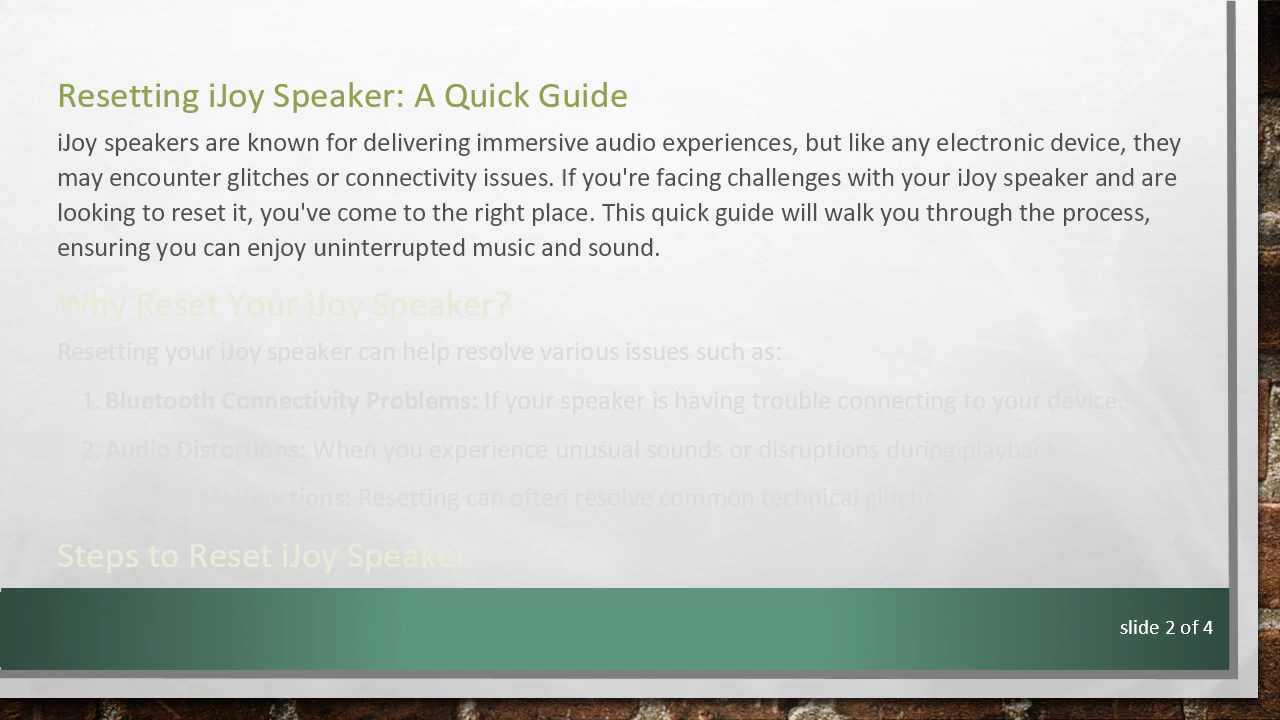 Resetting iJoy Speaker: A Quick Guide
iJoy speakers are known for delivering immersive audio experiences, but like any electronic device, they
may encounter glitches or connectivity issues. If you're facing challenges with your iJoy speaker and are
looking to reset it, you've come to the right place. This quick guide will walk you through the process,
ensuring you can enjoy uninterrupted music and sound.
Why Reset Your iJoy Speaker?
Resetting your iJoy speaker can help resolve various issues such as:
1. Bluetooth Connectivity Problems: If your speaker is having trouble connecting to your device.
2. Audio Distortions: When you experience unusual sounds or disruptions during playback.
3. Malfunctions: Resetting can often resolve common technical glitches.
Steps to Reset iJoy Speaker
slide 2 of 4